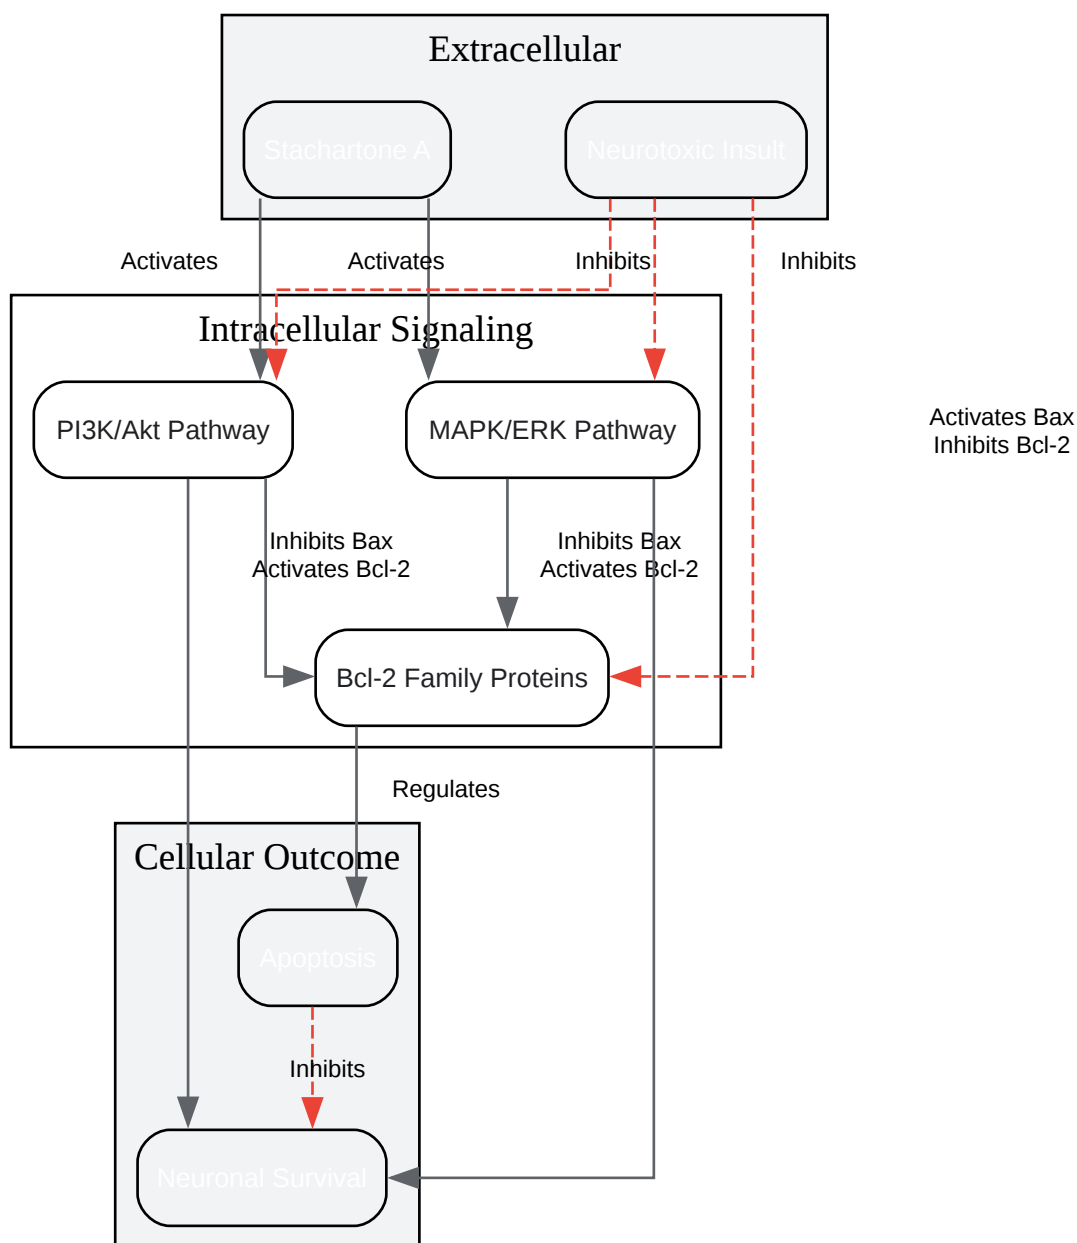 Extracellular
Stachartone A
Neurotoxic Insult
Activates
Activates
Inhibits
Inhibits
Intracellular Signaling
PI3K/Akt Pathway
MAPK/ERK Pathway
Activates Bax
Inhibits Bcl-2
Inhibits Bax
Activates Bcl-2
Inhibits Bax
Activates Bcl-2
Bcl-2 Family Proteins
Regulates
Cellular Outcome
Apoptosis
Inhibits
Neuronal Survival